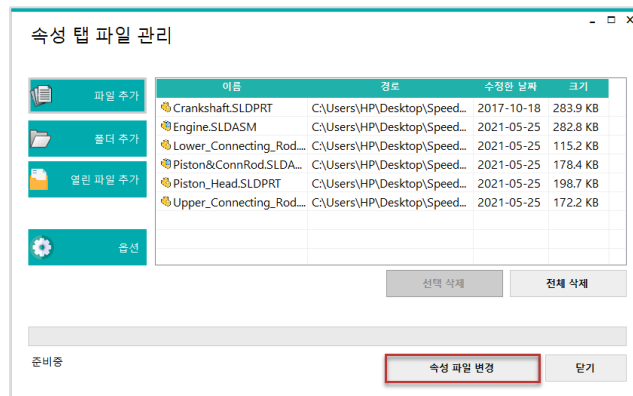 속성 탭 파일 관리
파일 추가
폴더 추가
열린 파일 추가
옵션
이름 경로 수정한 날짜 크기
Crankshaft.SLDPRT C:\Users\HP\Desktop\Speed... 2017-10-18 283.9 KB
Engine.SLDASM C:\Users\HP\Desktop\Speed... 2021-05-25 282.8 KB
Lower_Connecting_Rod.... C:\Users\HP\Desktop\Speed... 2021-05-25 115.2 KB
Piston&ConnRod.SLDA... C:\Users\HP\Desktop\Speed... 2021-05-25 178.4 KB
Piston_Head.SLDPRT C:\Users\HP\Desktop\Speed... 2021-05-25 198.7 KB
Upper_Connecting_Rod.... C:\Users\HP\Desktop\Speed... 2021-05-25 172.2 KB
선택 삭제 전체 삭제
준비중 속성 파일 변경 닫기